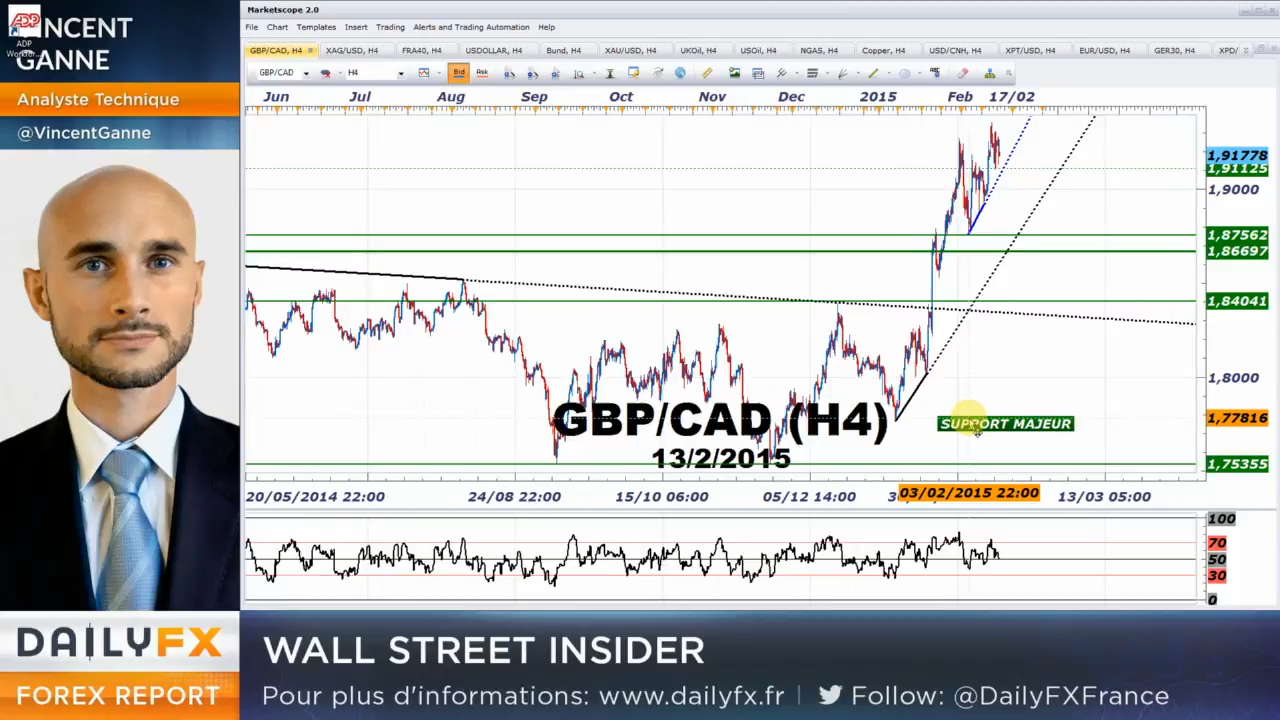 VINCENT
GANNE
ADP
Analyste Technique
@VincentGanne
Marketscope 2.0
File Chart Templates Insert Trading Alerts and Trading Automation Help
GBP/CAD, H4 XAG/USD, H4 FRA40, H4 USDOLLAR, H4 Bund, H4 XAU/USD, H4 UKOil, H4 USOil, H4 NGAS, H4 Copper, H4 USD/CNH, H4 XPT/USD, H4 EUR/USD, H4 GER30, H4 XPD/
GBP/CAD H4 Bid Ask
Jun Jul Aug Sep Oct Nov Dec 2015 Feb 17/02
1,91778
1,91125
1,9000
1,87562
1,86697
1,84041
1,8000
1,77816
1,75355
GBP/CAD (H4)
13/2/2015
SUPPORT MAJEUR
20/05/2014 22:00 24/08 22:00 15/10 06:00 05/12 14:00 03/02/2015 22:00 13/03 05:00
100
70
50
30
0
DAILYFX
FOREX REPORT
WALL STREET INSIDER
Pour plus d'informations: www.dailyfx.fr | Follow: @DailyFXFrance